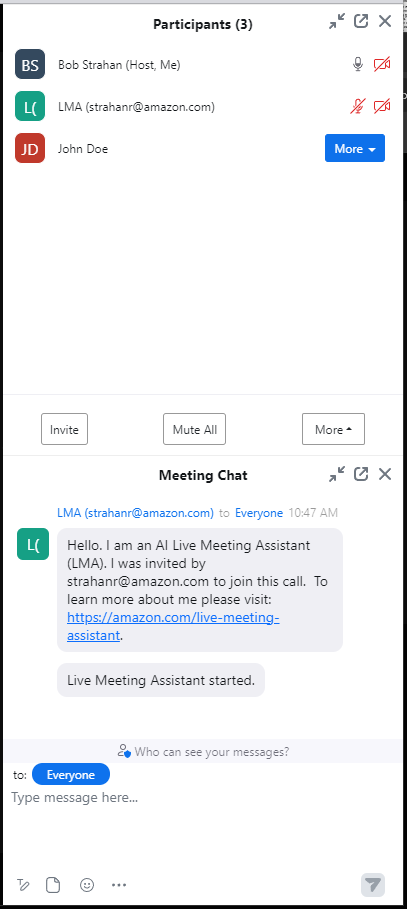 Participants (3)
BS Bob Strahan (Host, Me)
L( LMA (strahanr@amazon.com)
JD John Doe More
Invite Mute All More
Meeting Chat
LMA (strahanr@amazon.com) to Everyone 10:47 AM
L( Hello. I am an AI Live Meeting Assistant
(LMA). I was invited by
strahanr@amazon.com to join this call. To
learn more about me please visit:
https://amazon.com/live-meeting-
assistant.
Live Meeting Assistant started.
Who can see your messages?
to: Everyone
Type message here...